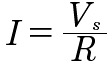 I = V_s / R